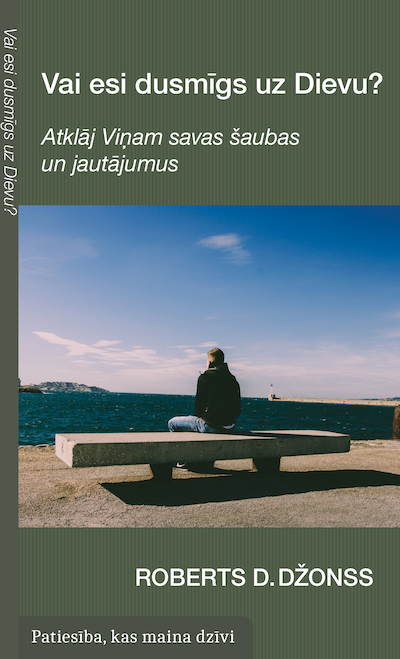 Vai esi dusmīgs uz Dievu?
Vai esi dusmīgs uz Dievu?
Atklāj Viņam savas šaubas
un jautājumus
ROBERTS D. DŽONSS
Patiesība, kas maina dzīvi